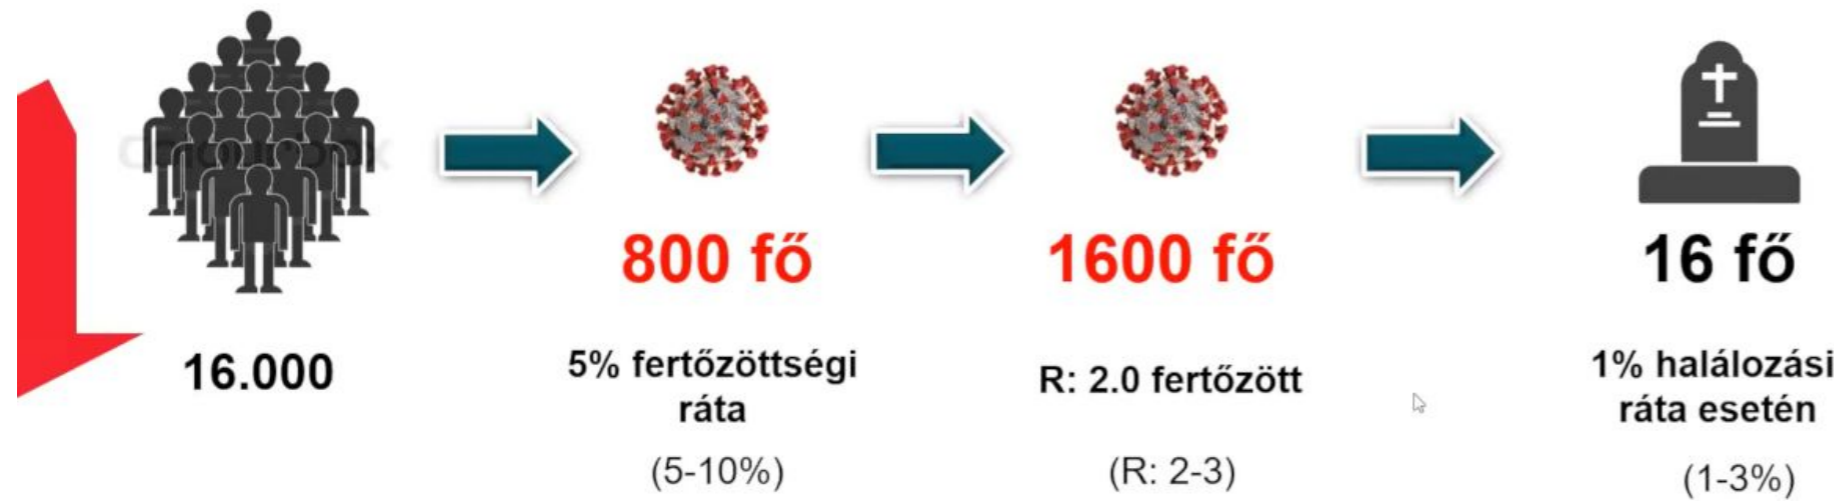 16.000
800 fő
5% fertőzöttségi
ráta
(5-10%)
1600 fő
R: 2.0 fertőzött
(R: 2-3)
16 fő
1% halálozási
ráta esetén
(1-3%)